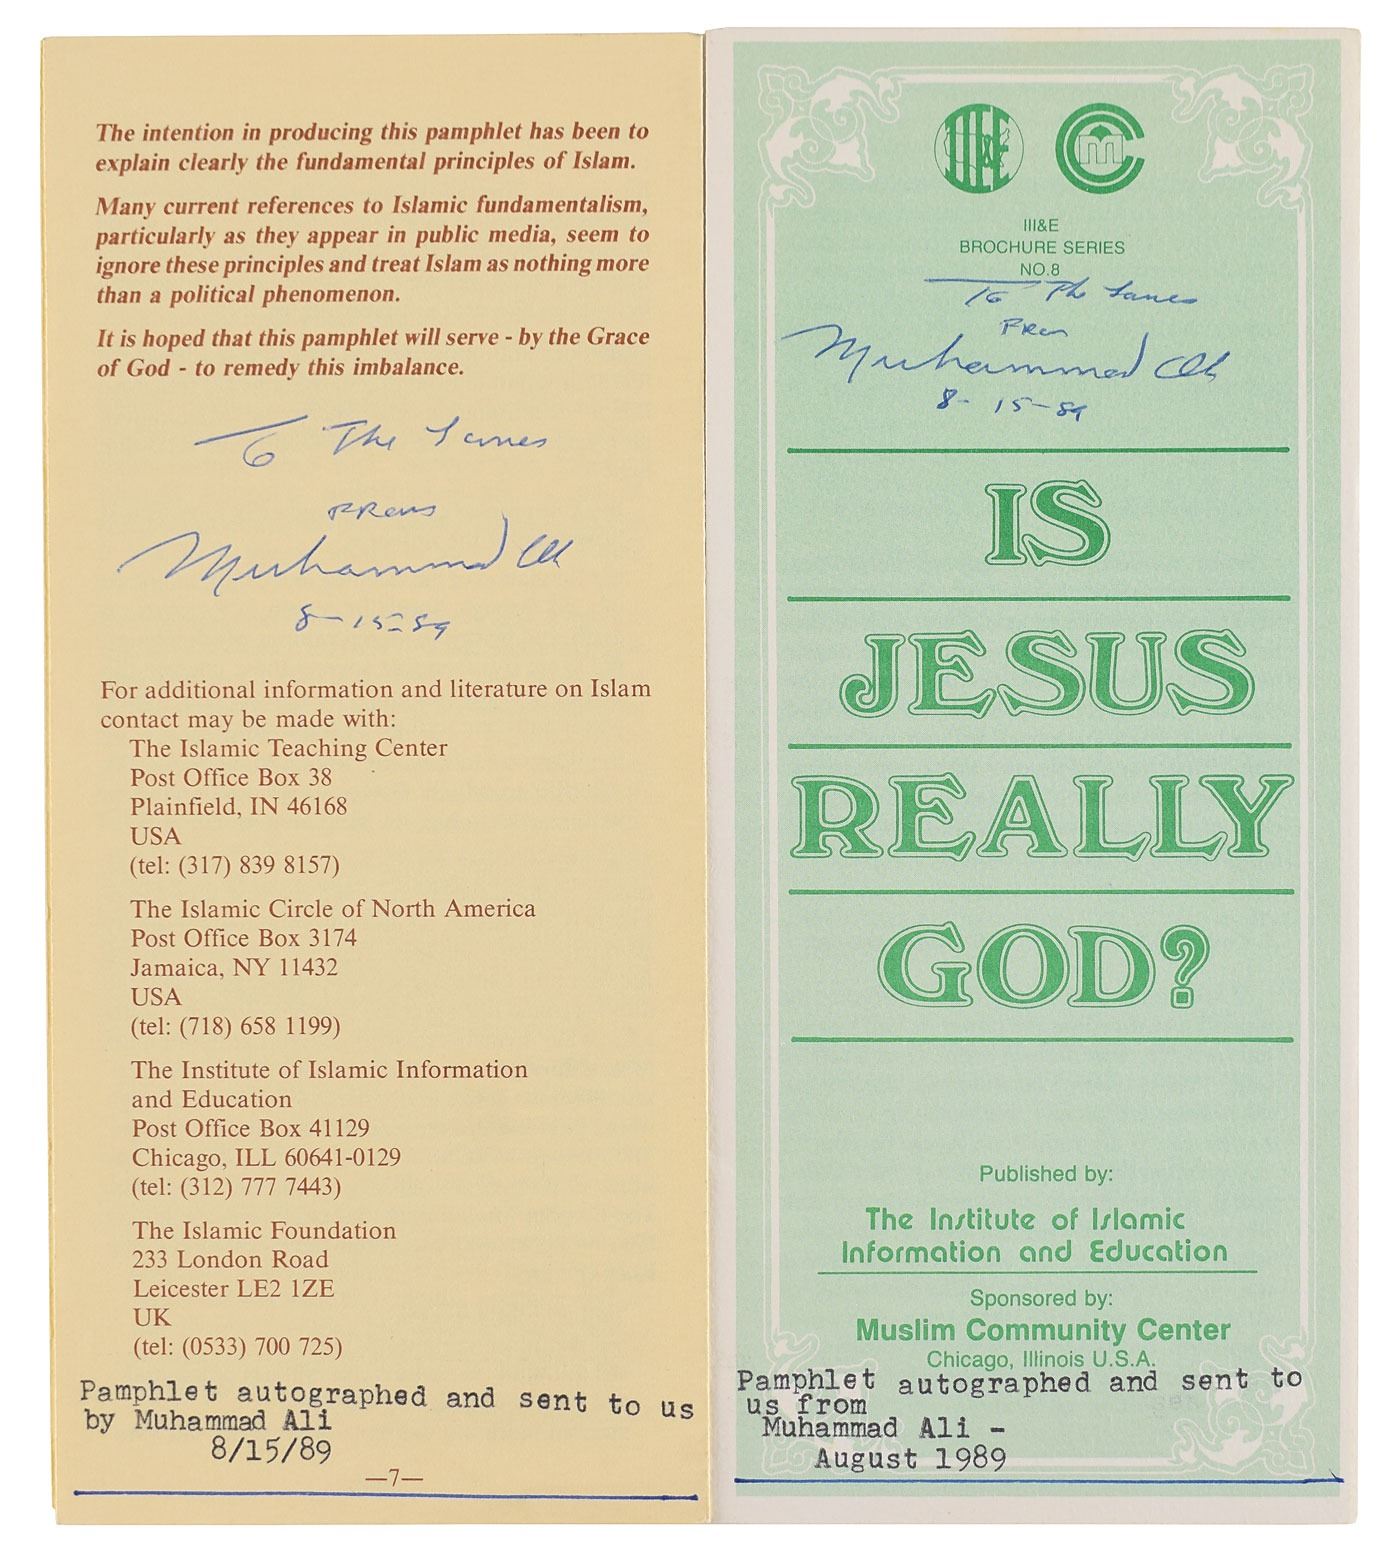 The intention in producing this pamphlet has been to
explain clearly the fundamental principles of Islam.
Many current references to Islamic fundamentalism,
particularly as they appear in public media, seem to
ignore these principles and treat Islam as nothing more
than a political phenomenon.
It is hoped that this pamphlet will serve - by the Grace
of God - to remedy this imbalance.
To The
From
Muhammad Ali
8-15-89
For additional information and literature on Islam
contact may be made with:
The Islamic Teaching Center
Post Office Box 38
Plainfield, IN 46168
USA
(tel: (317) 839 8157)
The Islamic Circle of North America
Post Office Box 3174
Jamaica, NY 11432
USA
(tel: (718) 658 1199)
The Institute of Islamic Information
and Education
Post Office Box 41129
Chicago, ILL 60641-0129
(tel: (312) 777 7443)
The Islamic Foundation
233 London Road
Leicester LE2 1ZE
UK
(tel: (0533) 700 725)
Pamphlet autographed and sent to us
by Muhammad Ali
8/15/89
—7—
III&E
III&E
BROCHURE SERIES
NO.8
To The
From
Muhammad Ali
8-15-89
IS
JESUS
REALLY
GOD?
Published by:
The Institute of Islamic
Information and Education
Sponsored by:
Muslim Community Center
Chicago, Illinois U.S.A.
Pamphlet autographed and sent to
us from
Muhammad Ali -
August 1989